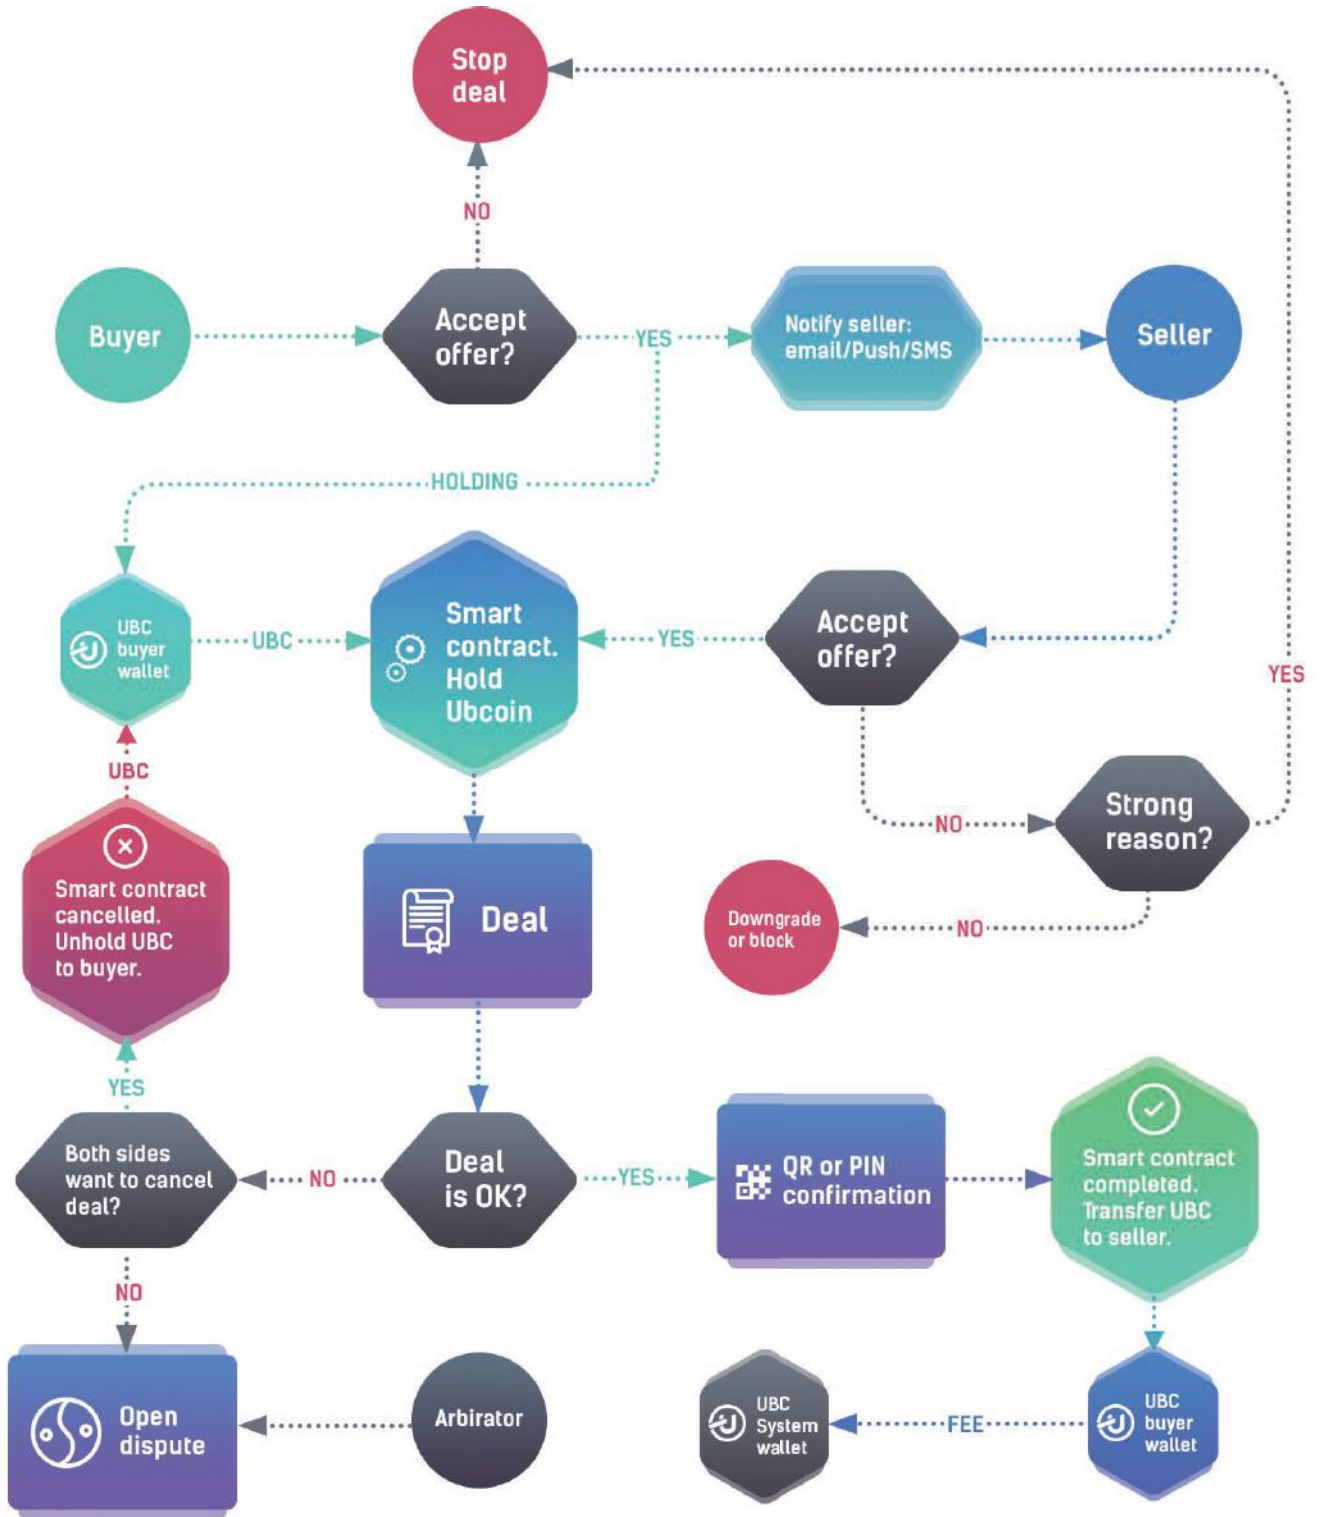 Stop
deal
NO
Buyer
Accept
offer?
YES
Notify seller:
email/Push/SMS
Seller
HOLDING
UBC
buyer
wallet
UBC
Smart
contract.
Hold
Ubcoin
YES
Accept
offer?
YES
UBC
NO
Strong
reason?
Smart contract
cancelled.
Unhold UBC
to buyer.
Deal
Downgrade
or block
NO
YES
Both sides
want to cancel
deal?
NO
Deal
is OK?
YES
QR or PIN
confirmation
Smart contract
completed.
Transfer UBC
to seller.
NO
Open
dispute
Arbirator
UBC
System
wallet
FEE
UBC
buyer
wallet